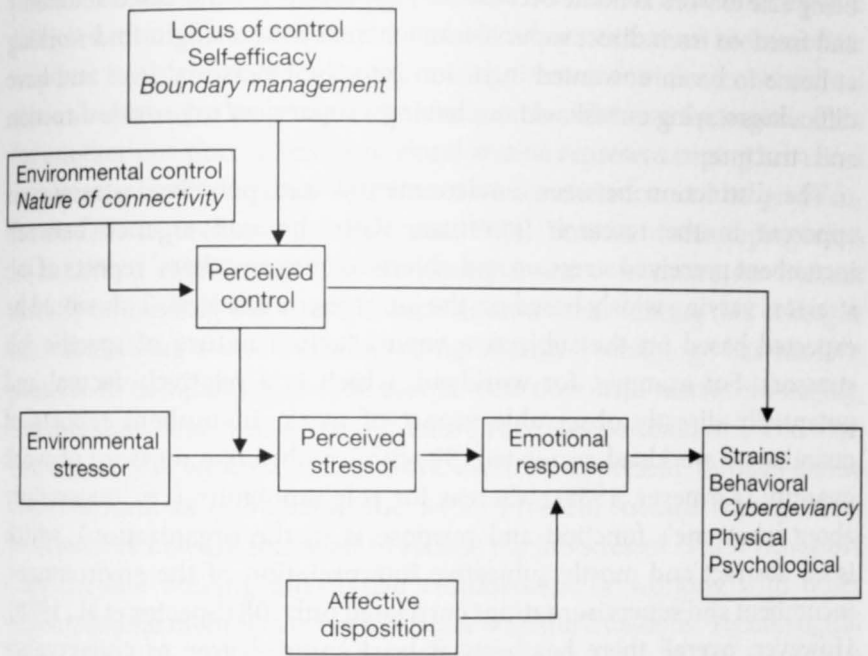 Locus of control
Self-efficacy
Boundary management
Environmental control
Nature of connectivity
Perceived
control
Environmental
stressor
Perceived
stressor
Emotional
response
Strains:
Behavioral
Cyberdeviancy
Physical
Psychological
Affective
disposition